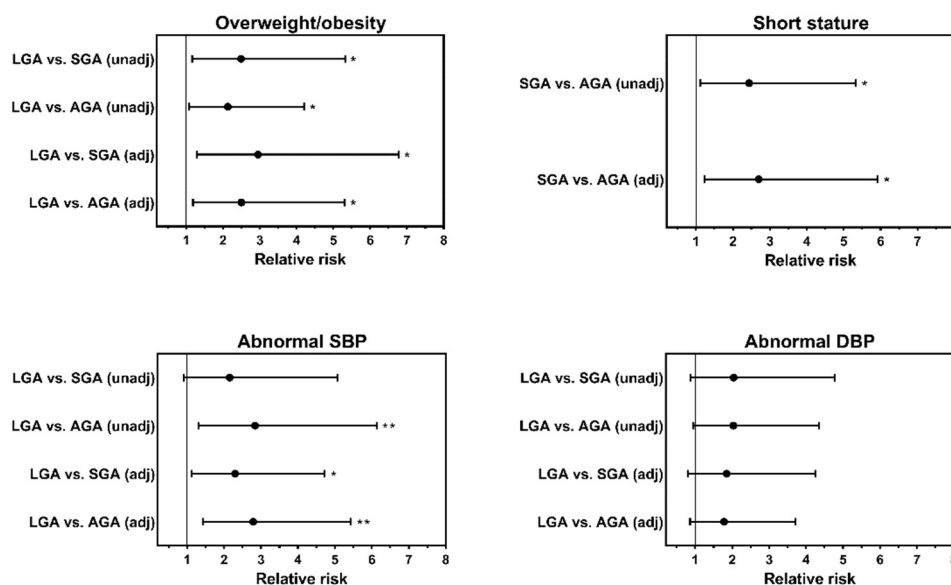 Overweight/obesity
LGA vs. SGA (unadj)
*
LGA vs. AGA (unadj)
*
LGA vs. SGA (adj)
*
LGA vs. AGA (adj)
*
1 2 3 4 5 6 7 8
Relative risk
Short stature
SGA vs. AGA (unadj)
*
SGA vs. AGA (adj)
*
1 2 3 4 5 6 7
Relative risk
Abnormal SBP
LGA vs. SGA (unadj)
LGA vs. AGA (unadj)
**
LGA vs. SGA (adj)
*
LGA vs. AGA (adj)
**
1 2 3 4 5 6 7 8
Relative risk
Abnormal DBP
LGA vs. SGA (unadj)
LGA vs. AGA (unadj)
LGA vs. SGA (adj)
LGA vs. AGA (adj)
1 2 3 4 5 6 7
Relative risk